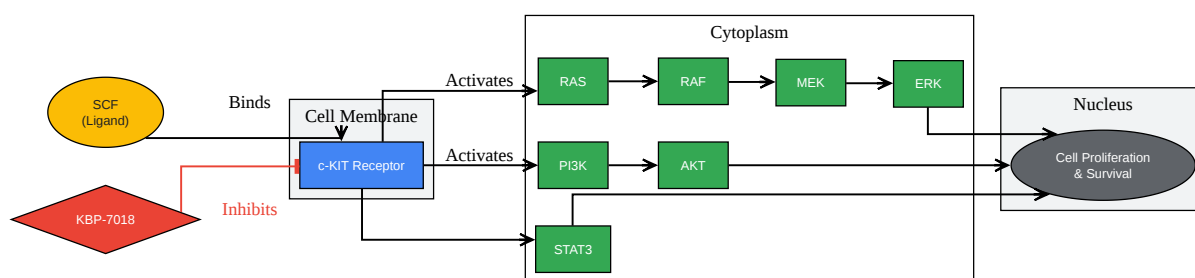 Cytoplasm
Activates
RAS
RAF
MEK
ERK
SCF
(Ligand)
Binds
Cell Membrane
Nucleus
c-KIT Receptor
Activates
PI3K
AKT
Cell Proliferation
& Survival
KBP-7018
Inhibits
STAT3